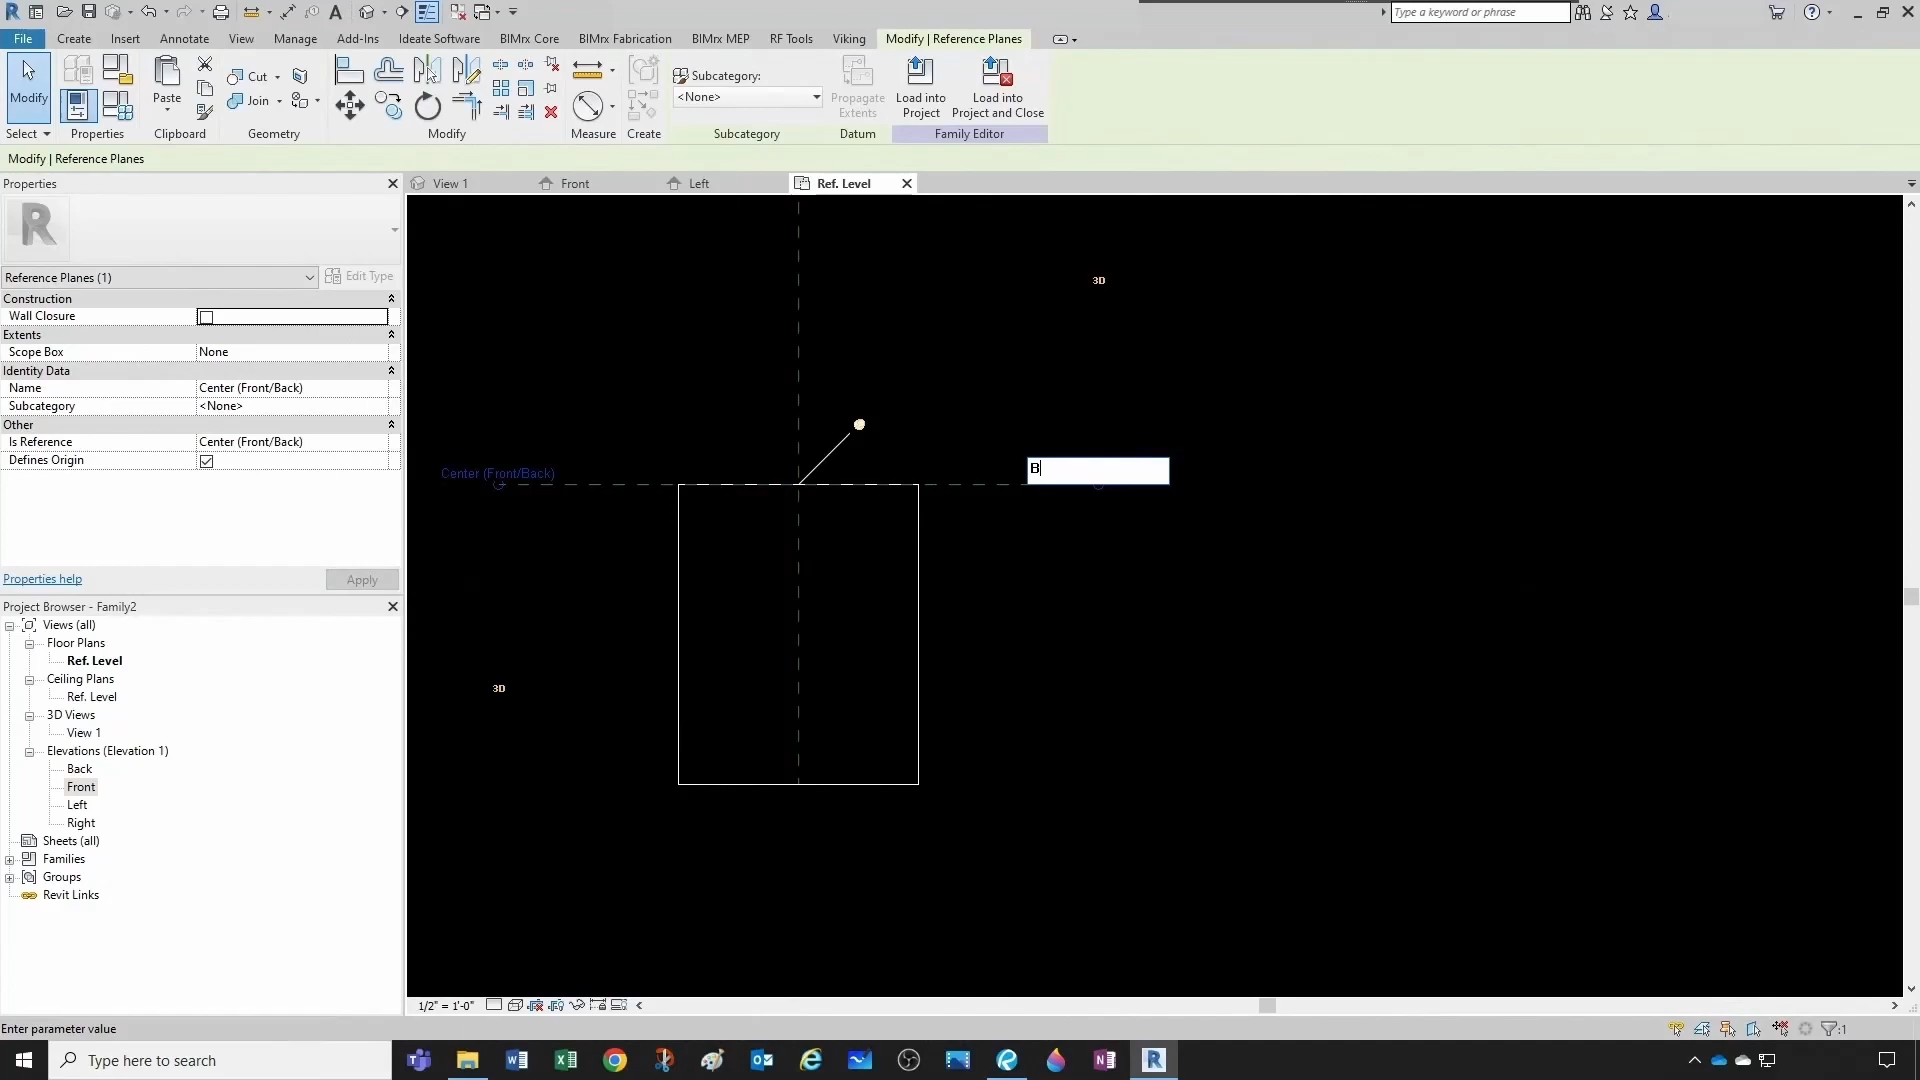 Type a keyword or phrase
File Create Insert Annotate View Manage Add-Ins Ideate Software BIMrx Core BIMrx Fabrication BIMrx MEP RF Tools Viking Modify | Reference Planes
Modify
Paste
Cut
Join
Subcategory:
<None>
Propagate
Extents
Load into
Project
Load into
Project and Close
Select Properties Clipboard Geometry Modify Measure Create Subcategory Datum Family Editor
Modify | Reference Planes
Properties
View 1 Front Left Ref. Level
Reference Planes (1)
Edit Type
Construction
Wall Closure
Extents
Scope Box None
Identity Data
Name Center (Front/Back)
Subcategory <None>
Other
Is Reference Center (Front/Back)
Defines Origin
Properties help
Apply
3D
Center (Front/Back)
B
3D
Project Browser - Family2
Views (all)
Floor Plans
Ref. Level
Ceiling Plans
Ref. Level
3D Views
View 1
Elevations (Elevation 1)
Back
Front
Left
Right
Sheets (all)
Families
Groups
Revit Links
1/2" = 1'-0"
Enter parameter value
:1
Type here to search